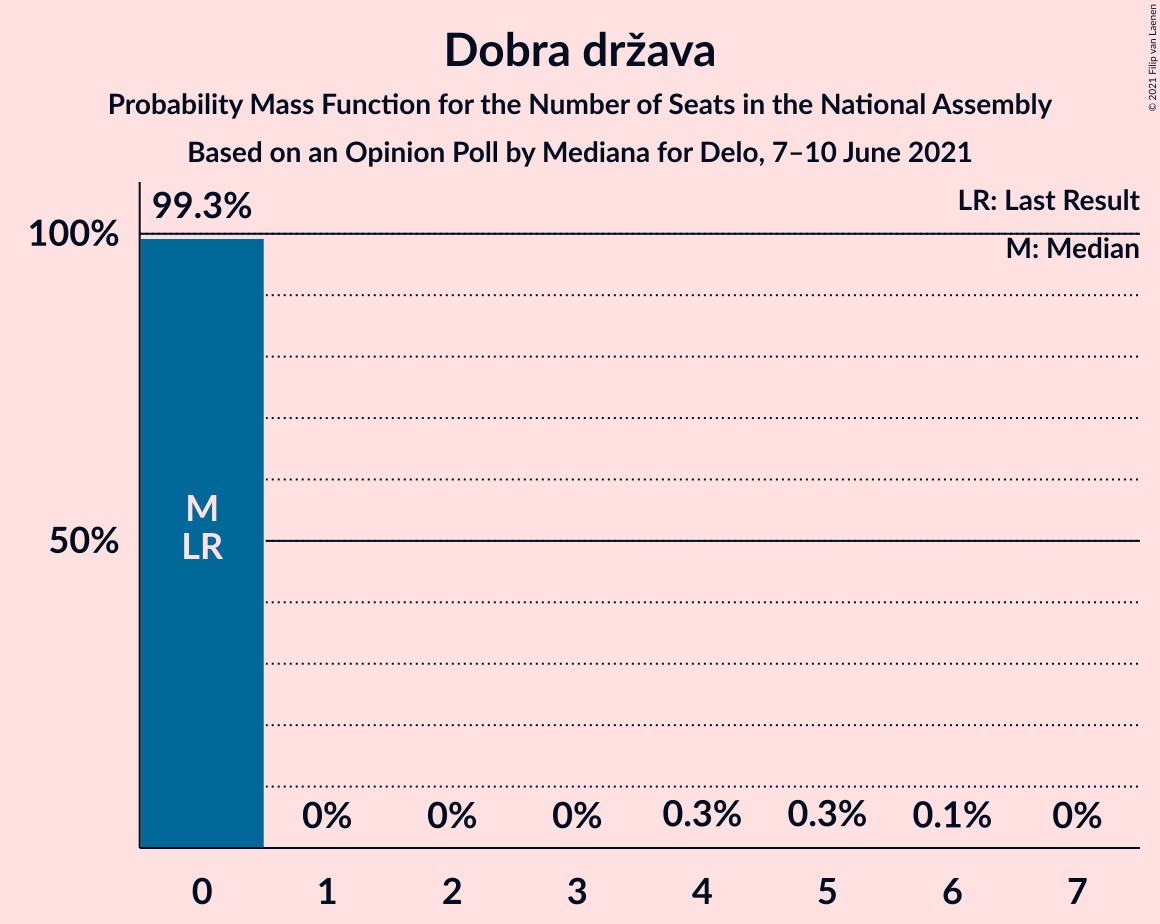 Dobra država
Probability Mass Function for the Number of Seats in the National Assembly
Based on an Opinion Poll by Mediana for Delo, 7–10 June 2021
© 2021 Filip van Laenen
LR: Last Result
M: Median
99.3%
100%
50%
M
LR
0% 0% 0% 0.3% 0.3% 0.1% 0%
0 1 2 3 4 5 6 7